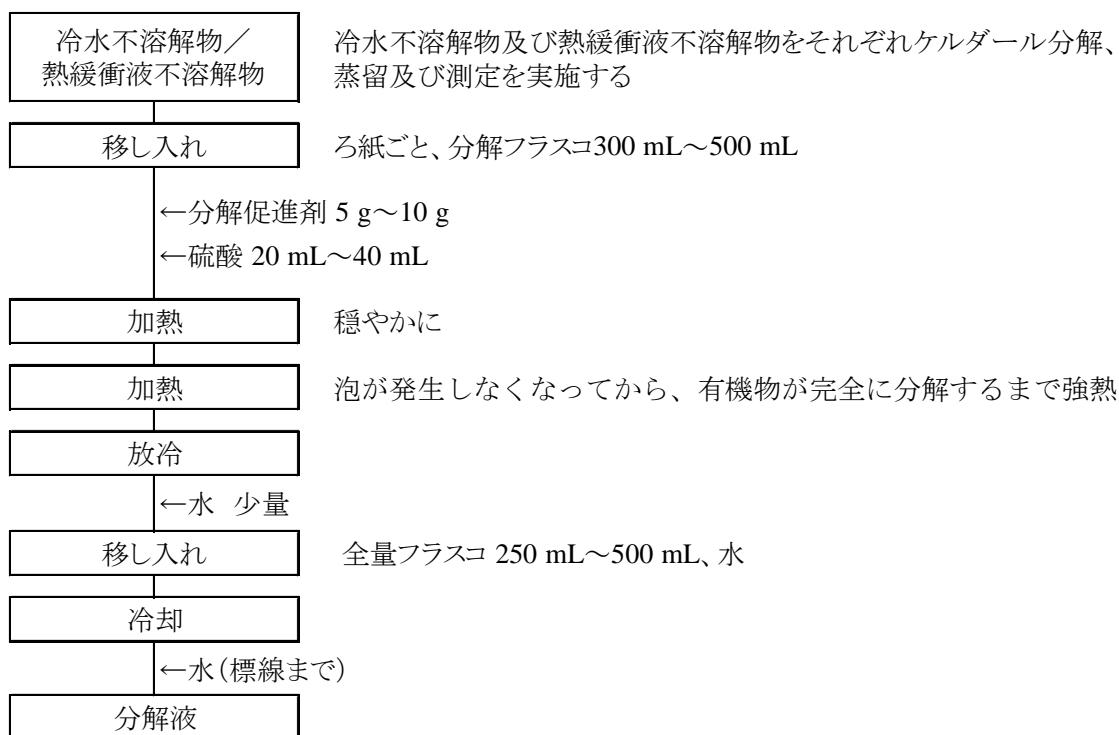 冷水不溶解物／
熱緩衝液不溶解物
冷水不溶解物及び熱緩衝液不溶解物をそれぞれケルダール分解、
蒸留及び測定を実施する
移し入れ
ろ紙ごと、分解フラスコ300 mL～500 mL
←分解促進剤 5 g～10 g
←硫酸 20 mL～40 mL
加熱
穏やかに
加熱
泡が発生しなくなってから、有機物が完全に分解するまで強熱
放冷
←水　少量
移し入れ
全量フラスコ 250 mL～500 mL、水
冷却
←水（標線まで）
分解液